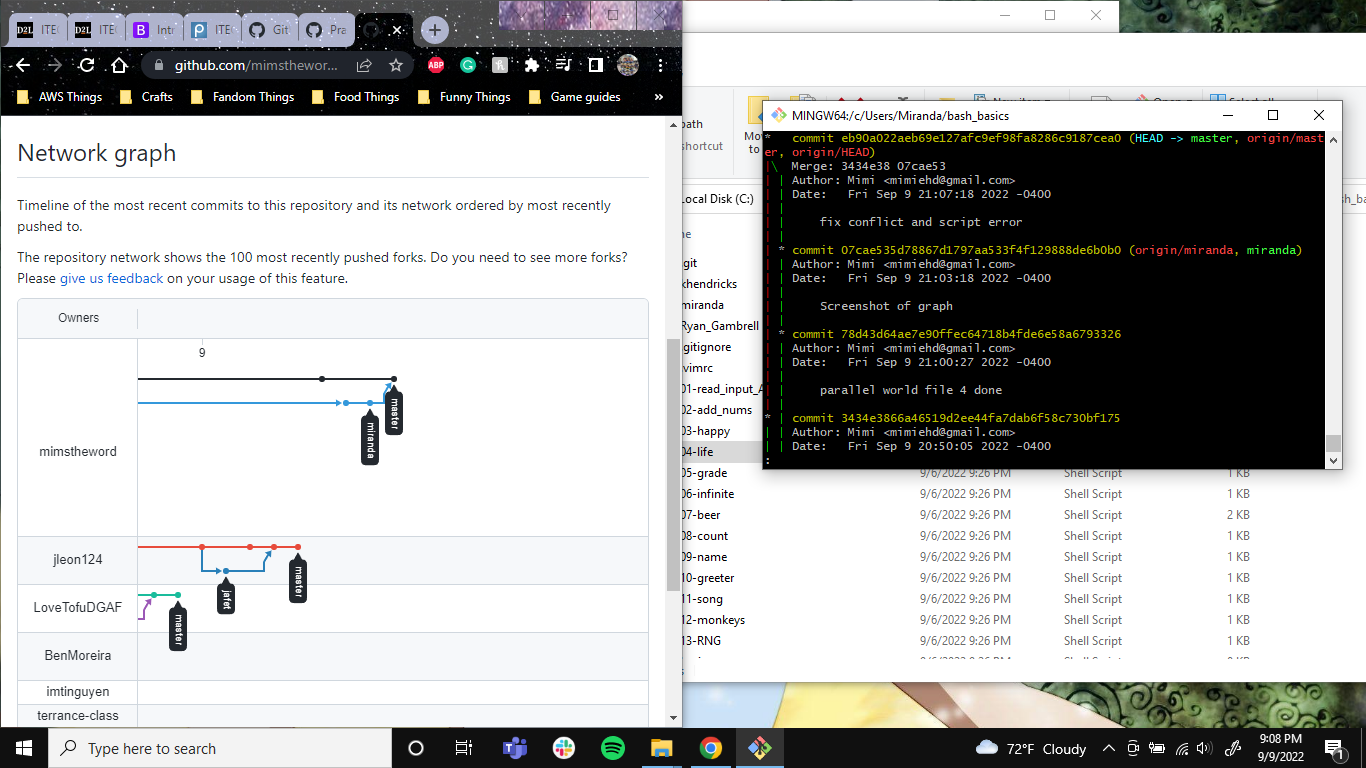 ITE
ITE
Intr
ITE
Git
Pra
github.com/mimsthewor...
ABP
AWS Things
Crafts
Fandom Things
Food Things
Funny Things
Game guides
»
Network graph
Timeline of the most recent commits to this repository and its network ordered by most recently
pushed to.
The repository network shows the 100 most recently pushed forks. Do you need to see more forks?
Please give us feedback on your usage of this feature.
Owners
9
mimstheword
master
miranda
jleon124
master
jafet
LoveTofuDGAF
master
BenMoreira
imtinguyen
terrance-class
path
shortcut
Mov
to
New item
Open
Select all
Local Disk (C:)
sh_ba
MINGW64:/c/Users/Miranda/bash_basics
* commit eb90a022aeb69e127afc9ef98fa8286c9187cea0 (HEAD -> master, origin/mast
er, origin/HEAD)
|\ Merge: 3434e38 07cae53
| | Author: Mimi <mimiehd@gmail.com>
| | Date: Fri Sep 9 21:07:18 2022 -0400
| |
| | fix conflict and script error
| |
| * commit 07cae535d78867d1797aa533f4f129888de6b0b0 (origin/miranda, miranda)
| | Author: Mimi <mimiehd@gmail.com>
| | Date: Fri Sep 9 21:03:18 2022 -0400
| |
| | Screenshot of graph
| |
| * commit 78d43d64ae7e90ffec64718b4fde6e58a6793326
| | Author: Mimi <mimiehd@gmail.com>
| | Date: Fri Sep 9 21:00:27 2022 -0400
| |
| | parallel world file 4 done
| |
* | commit 3434e3866a46519d2ee44fa7dab6f58c730bf175
| | Author: Mimi <mimiehd@gmail.com>
| | Date: Fri Sep 9 20:50:05 2022 -0400
:
me
git
khendricks
miranda
Ryan_Gambrell
gitignore
vimrc
01-read_input_A
02-add_nums
03-happy
04-life
05-grade 9/6/2022 9:26 PM Shell Script 1 KB
06-infinite 9/6/2022 9:26 PM Shell Script 1 KB
07-beer 9/6/2022 9:26 PM Shell Script 2 KB
08-count 9/6/2022 9:26 PM Shell Script 1 KB
09-name 9/6/2022 9:26 PM Shell Script 1 KB
10-greeter 9/6/2022 9:26 PM Shell Script 1 KB
11-song 9/6/2022 9:26 PM Shell Script 1 KB
12-monkeys 9/6/2022 9:26 PM Shell Script 1 KB
13-RNG 9/6/2022 9:26 PM Shell Script 1 KB
Type here to search
72°F Cloudy
9:08 PM
9/9/2022
1